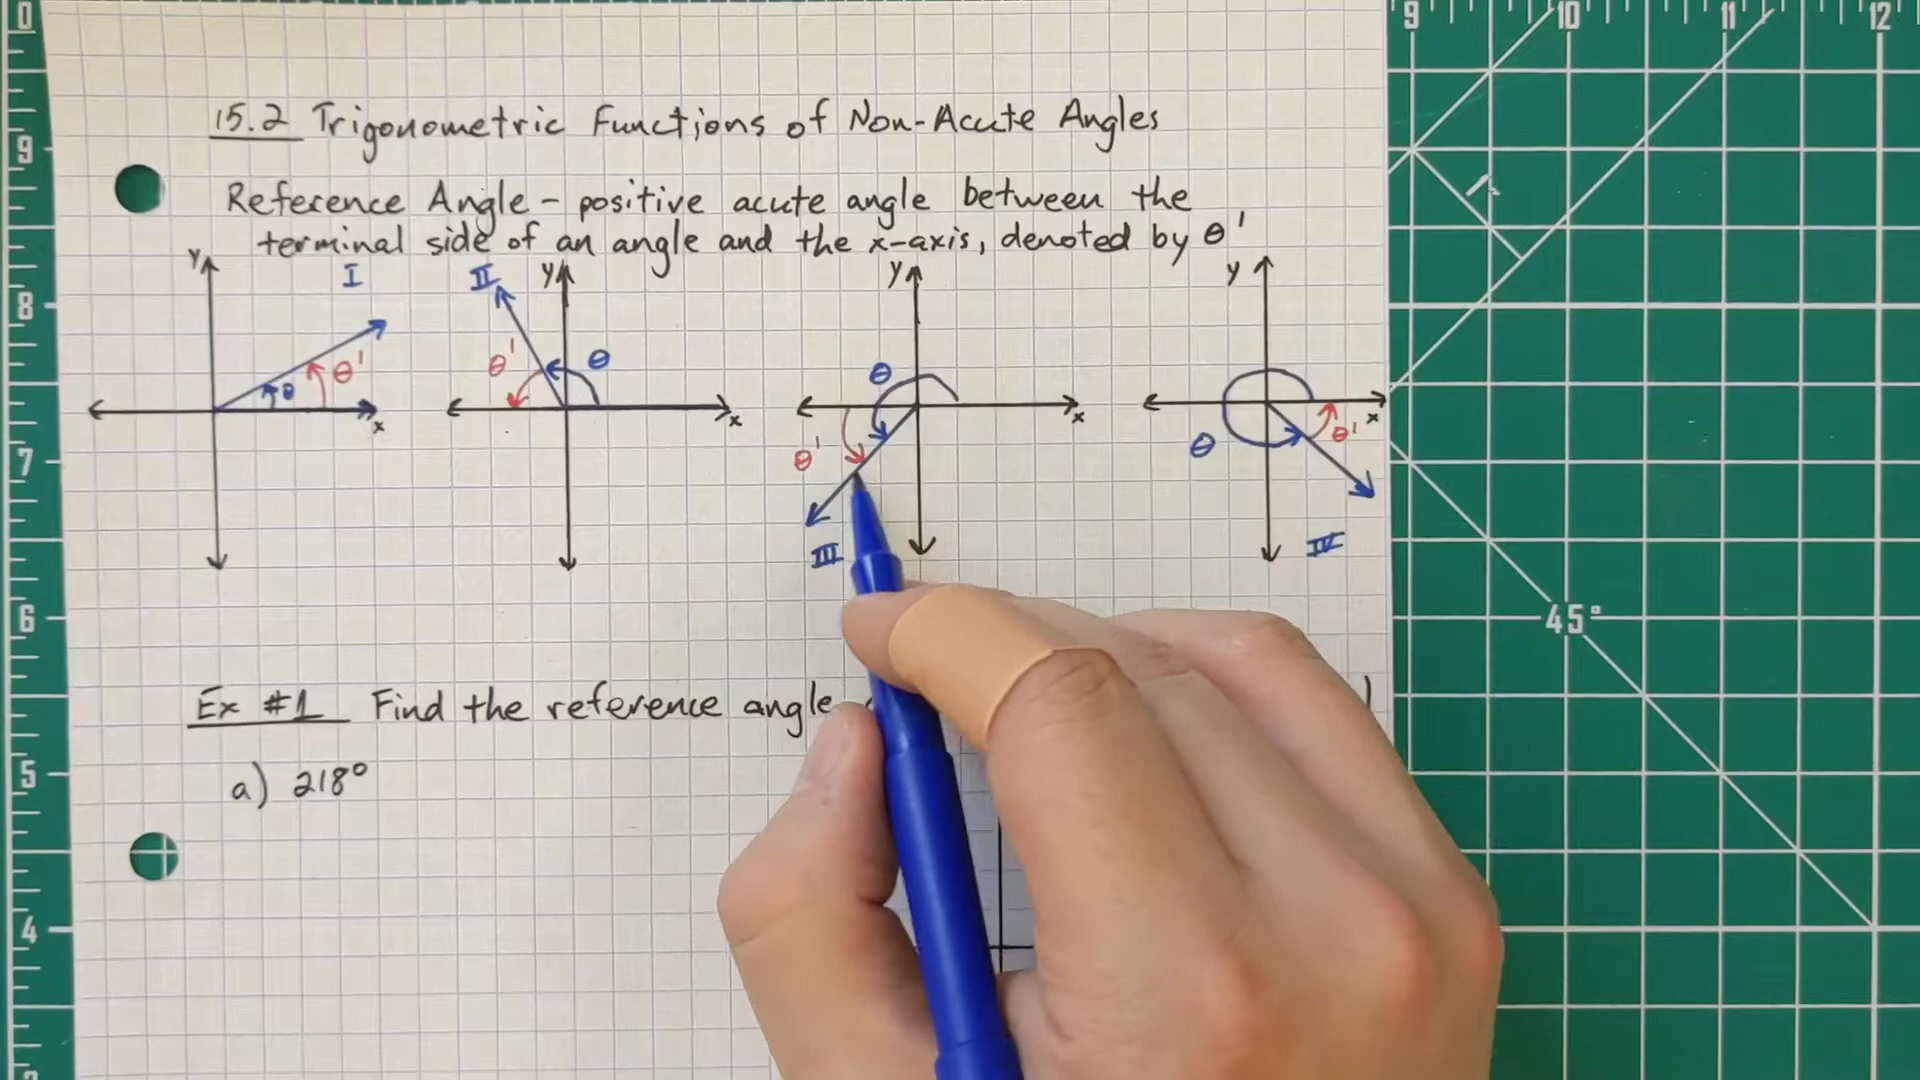 15.2 Trigonometric Functions of Non-Acute Angles
Reference Angle - positive acute angle between the
terminal side of an angle and the x-axis, denoted by θ'
y I θ θ' x
II y θ' θ x
y θ θ' x III
y θ θ' x IV
Ex #1 Find the reference angle
a) 218°
0 9 8 7 6 5 4
9 10 11 12
45°